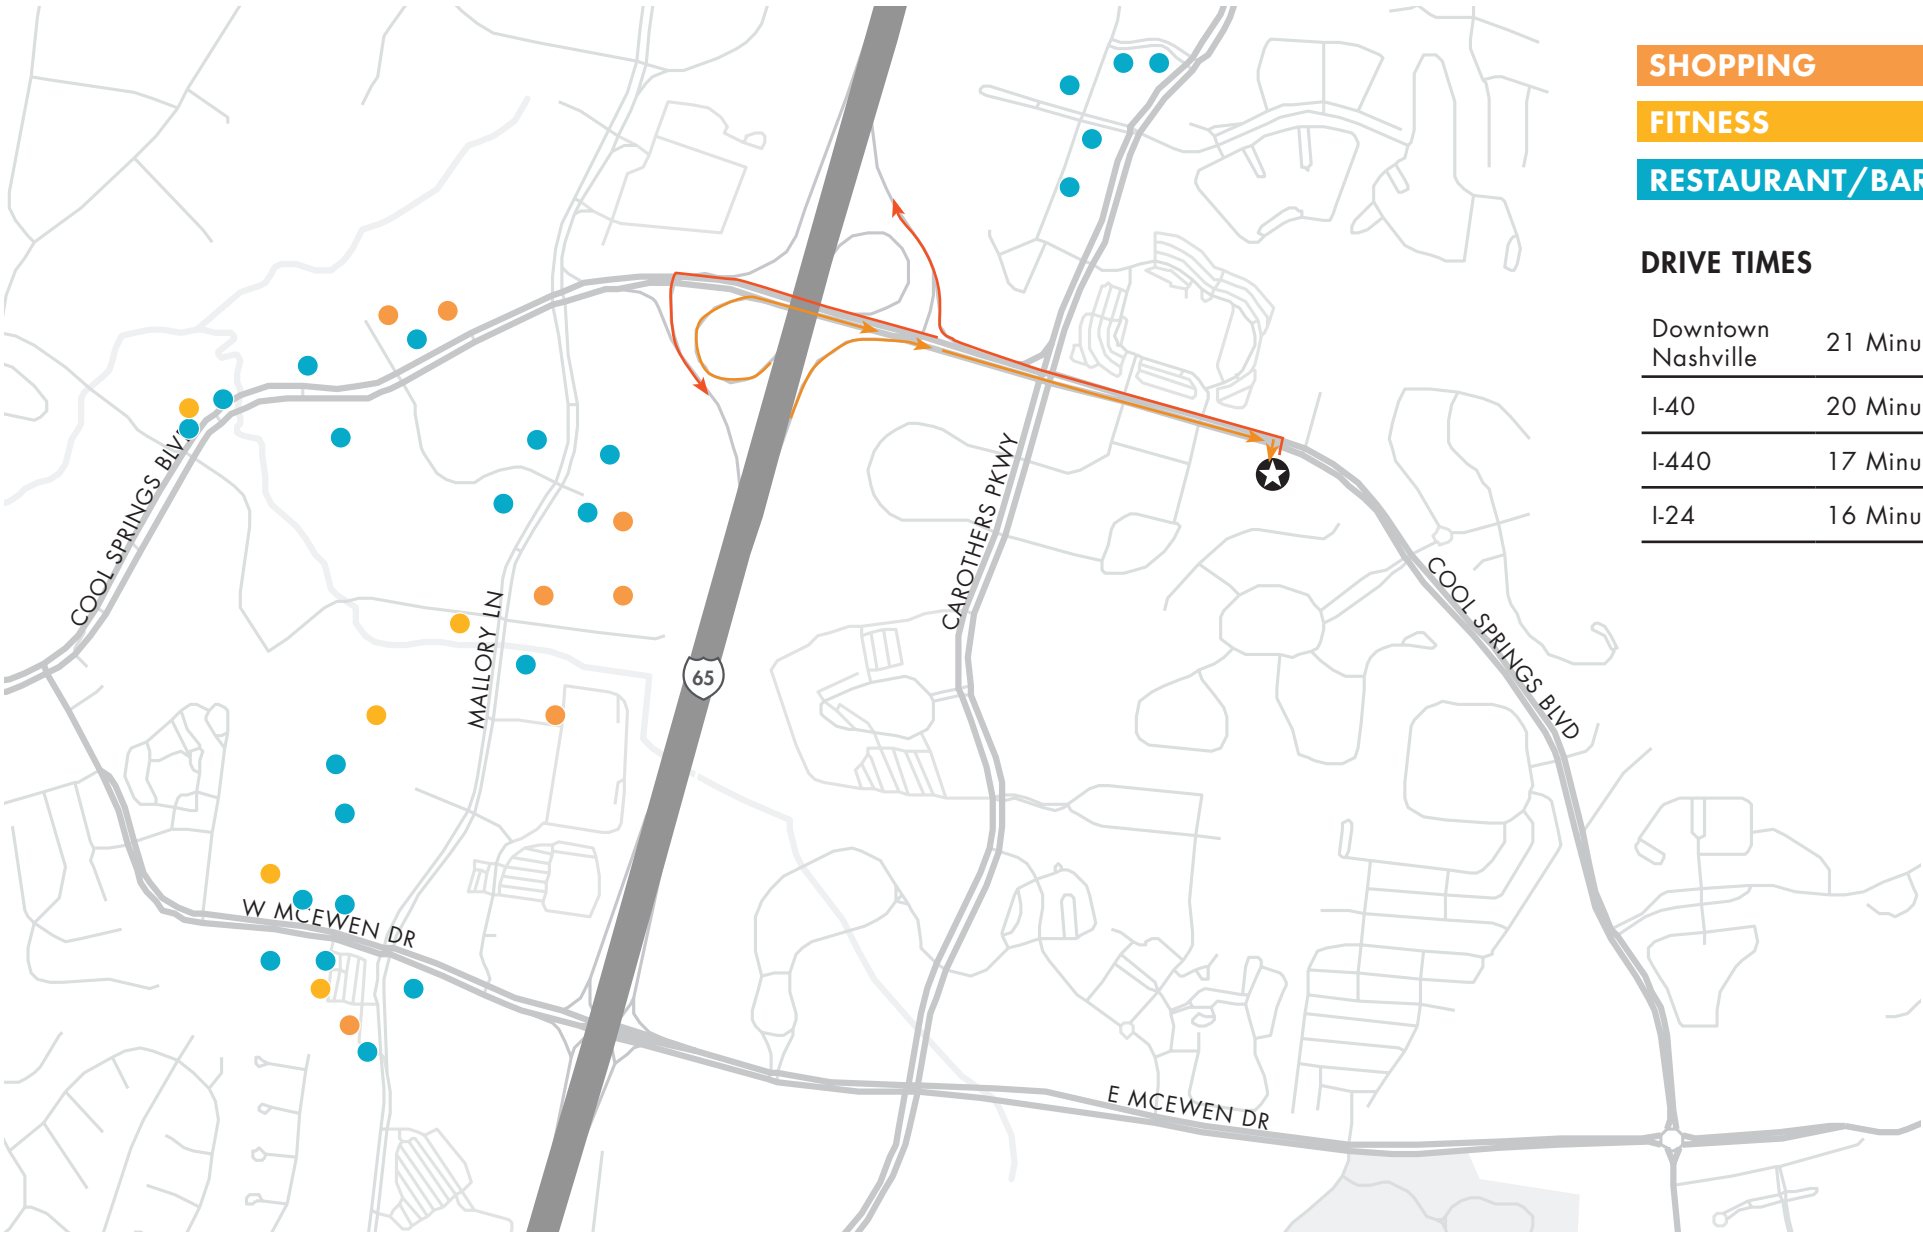 SHOPPING
FITNESS
RESTAURANT/BAR
DRIVE TIMES
Downtown
Nashville
21 Minu
I-40
20 Minu
I-440
17 Minu
I-24
16 Minu
COOL SPRINGS BLV
MALLORY LN
65
CAROTHERS PKWY
COOL SPRINGS BLVD
W MCEWEN DR
E MCEWEN DR